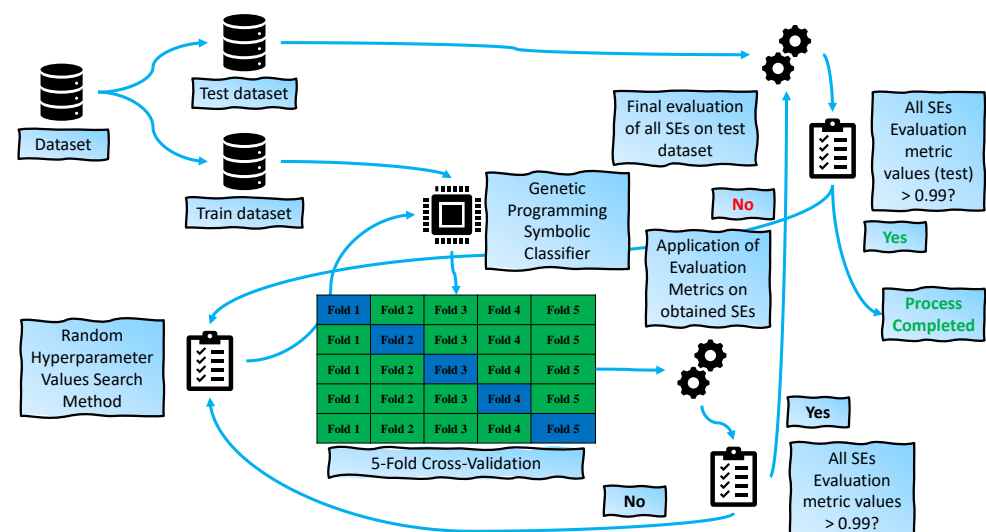 Test dataset
Dataset
Train dataset
Genetic
Programming
Symbolic
Classifier
Final evaluation
of all SEs on test
dataset
All SEs
Evaluation
metric
values (test)
> 0.99?
No
Yes
Application of
Evaluation
Metrics on
obtained SEs
Process
Completed
Random
Hyperparameter
Values Search
Method
Fold 1 Fold 2 Fold 3 Fold 4 Fold 5
Fold 1 Fold 2 Fold 3 Fold 4 Fold 5
Fold 1 Fold 2 Fold 3 Fold 4 Fold 5
Fold 1 Fold 2 Fold 3 Fold 4 Fold 5
Fold 1 Fold 2 Fold 3 Fold 4 Fold 5
5-Fold Cross-Validation
Yes
No
All SEs
Evaluation
metric values
> 0.99?